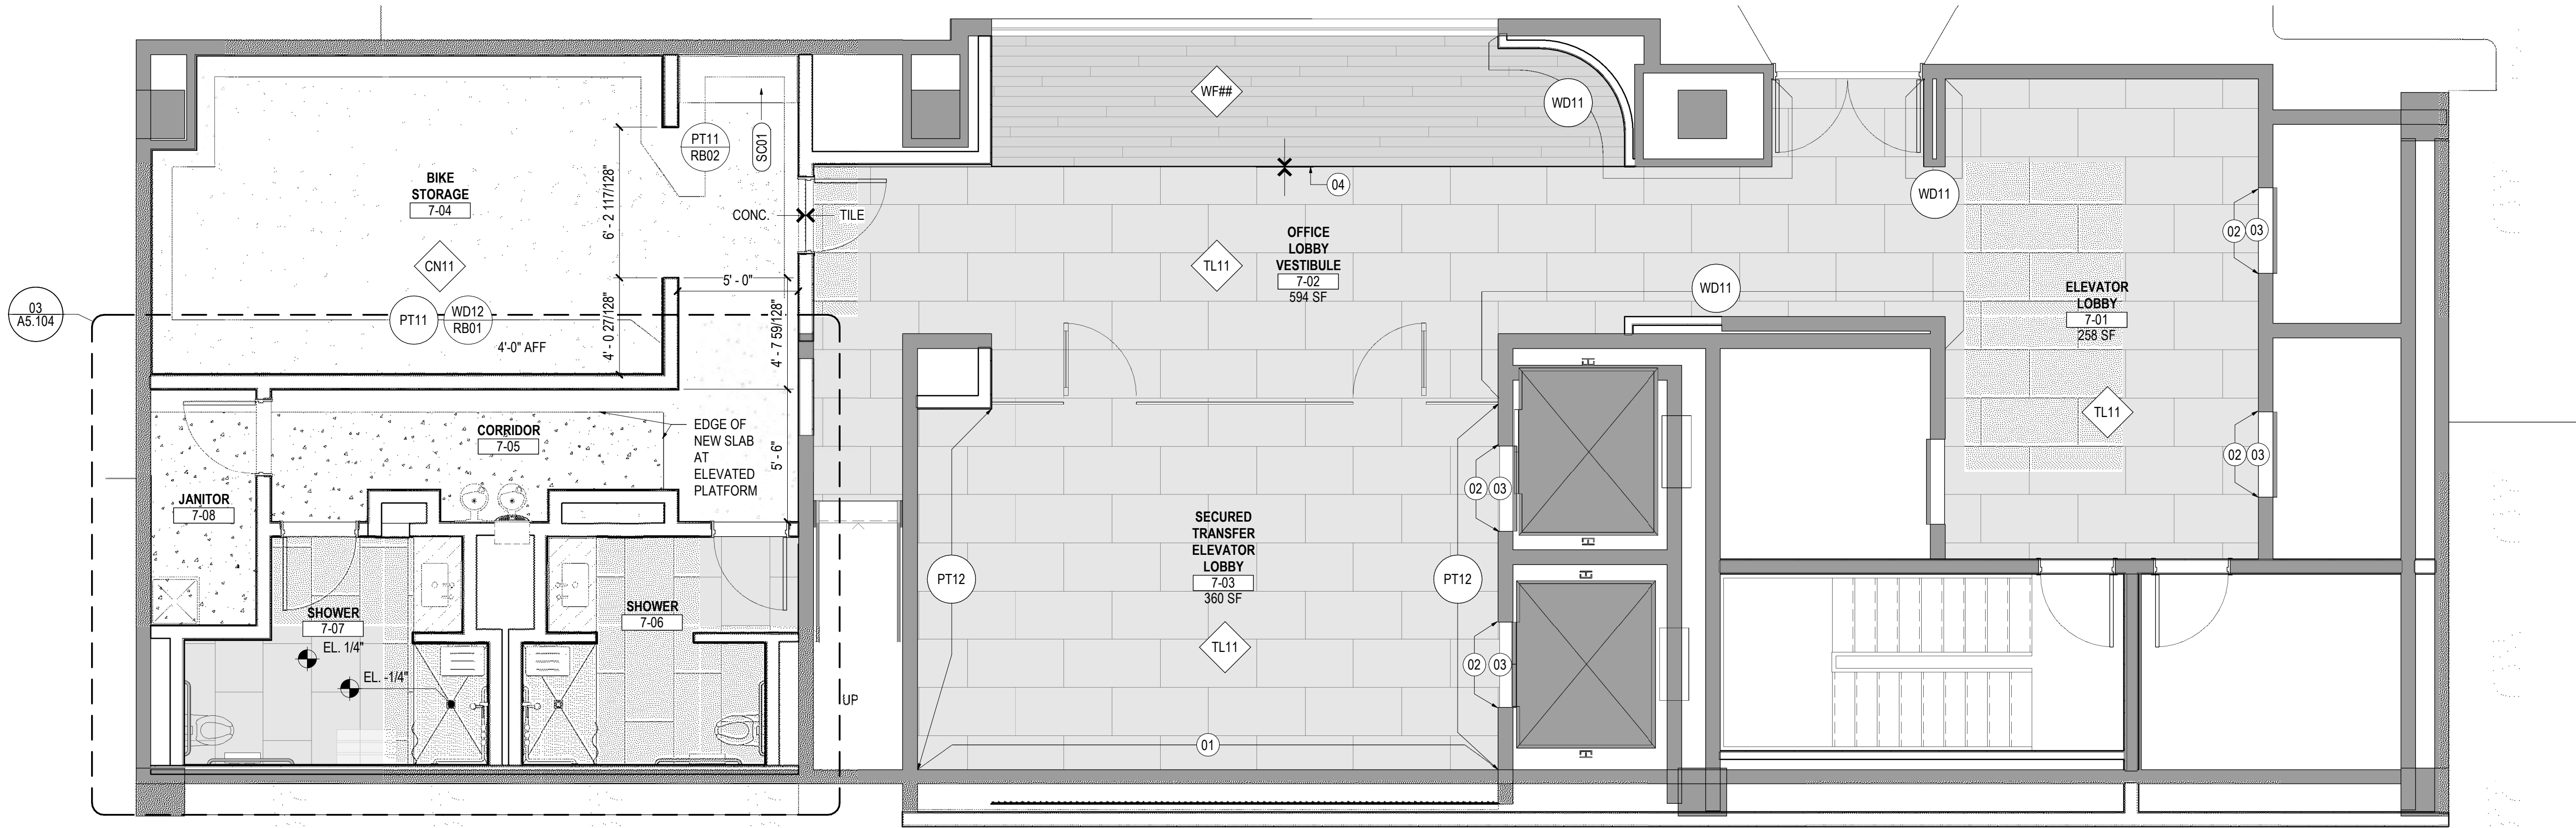 WF##
WD11
PT11
RB02
SC01
BIKE
STORAGE
7-04
6' - 2 117/128"
CONC.
TILE
04
WD11
OFFICE
LOBBY
VESTIBULE
7-02
594 SF
TL11
CN11
5' - 0"
02
03
WD11
ELEVATOR
LOBBY
7-01
258 SF
03
A5.104
PT11
WD12
RB01
4'-0" AFF
4' - 0 27/128"
4' - 7 59/128"
TL11
CORRIDOR
7-05
EDGE OF
NEW SLAB
AT
ELEVATED
PLATFORM
5' - 6"
02
03
02
03
JANITOR
7-08
SECURED
TRANSFER
ELEVATOR
LOBBY
7-03
360 SF
PT12
PT12
SHOWER
7-07
SHOWER
7-06
EL. 1/4"
EL. -1/4"
TL11
02
03
UP
01